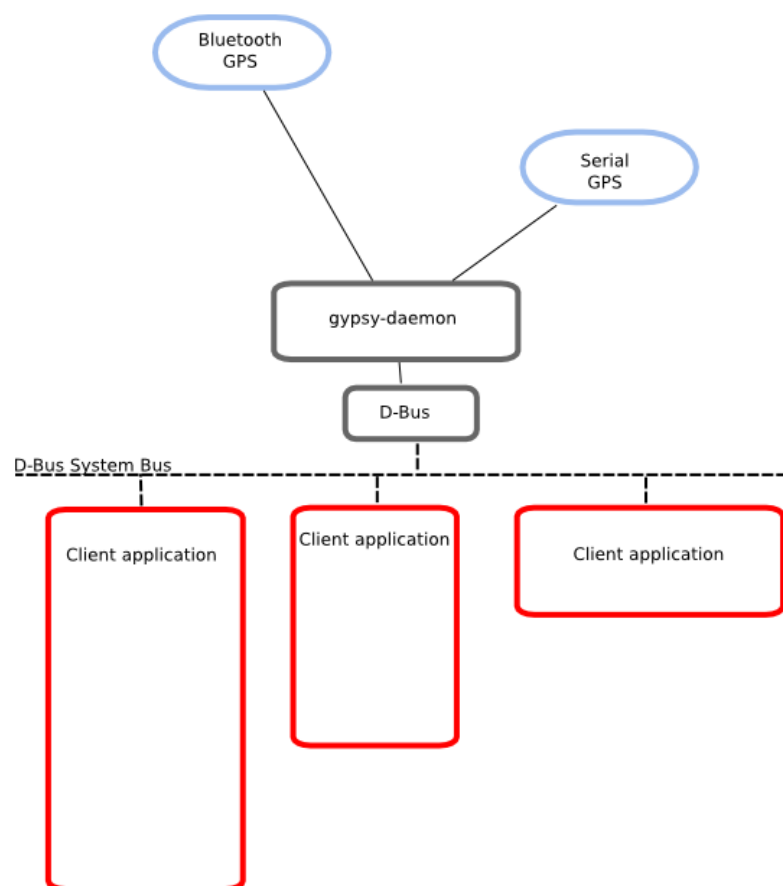 Bluetooth
GPS
Serial
GPS
gypsy-daemon
D-Bus
D-Bus System Bus
Client application
Client application
Client application